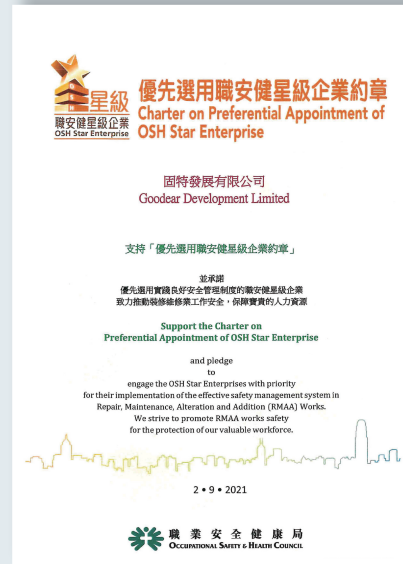 星級
職安健星級企業
OSH Star Enterprise
優先選用職安健星級企業約章
Charter on Preferential Appointment of
OSH Star Enterprise
固特發展有限公司
Goodear Development Limited
支持「優先選用職安健星級企業約章」
並承諾
優先選用實踐良好安全管理制度的職安健星級企業
致力推動裝修維修業工作安全，保障寶貴的人力資源
Support the Charter on
Preferential Appointment of OSH Star Enterprise
and pledge
to
engage the OSH Star Enterprises with priority
for their implementation of the effective safety management system in
Repair, Maintenance, Alteration and Addition (RMAA) Works.
We strive to promote RMAA works safety
for the protection of our valuable workforce.
2 • 9 • 2021
職業安全健康局
OCCUPATIONAL SAFETY & HEALTH COUNCIL